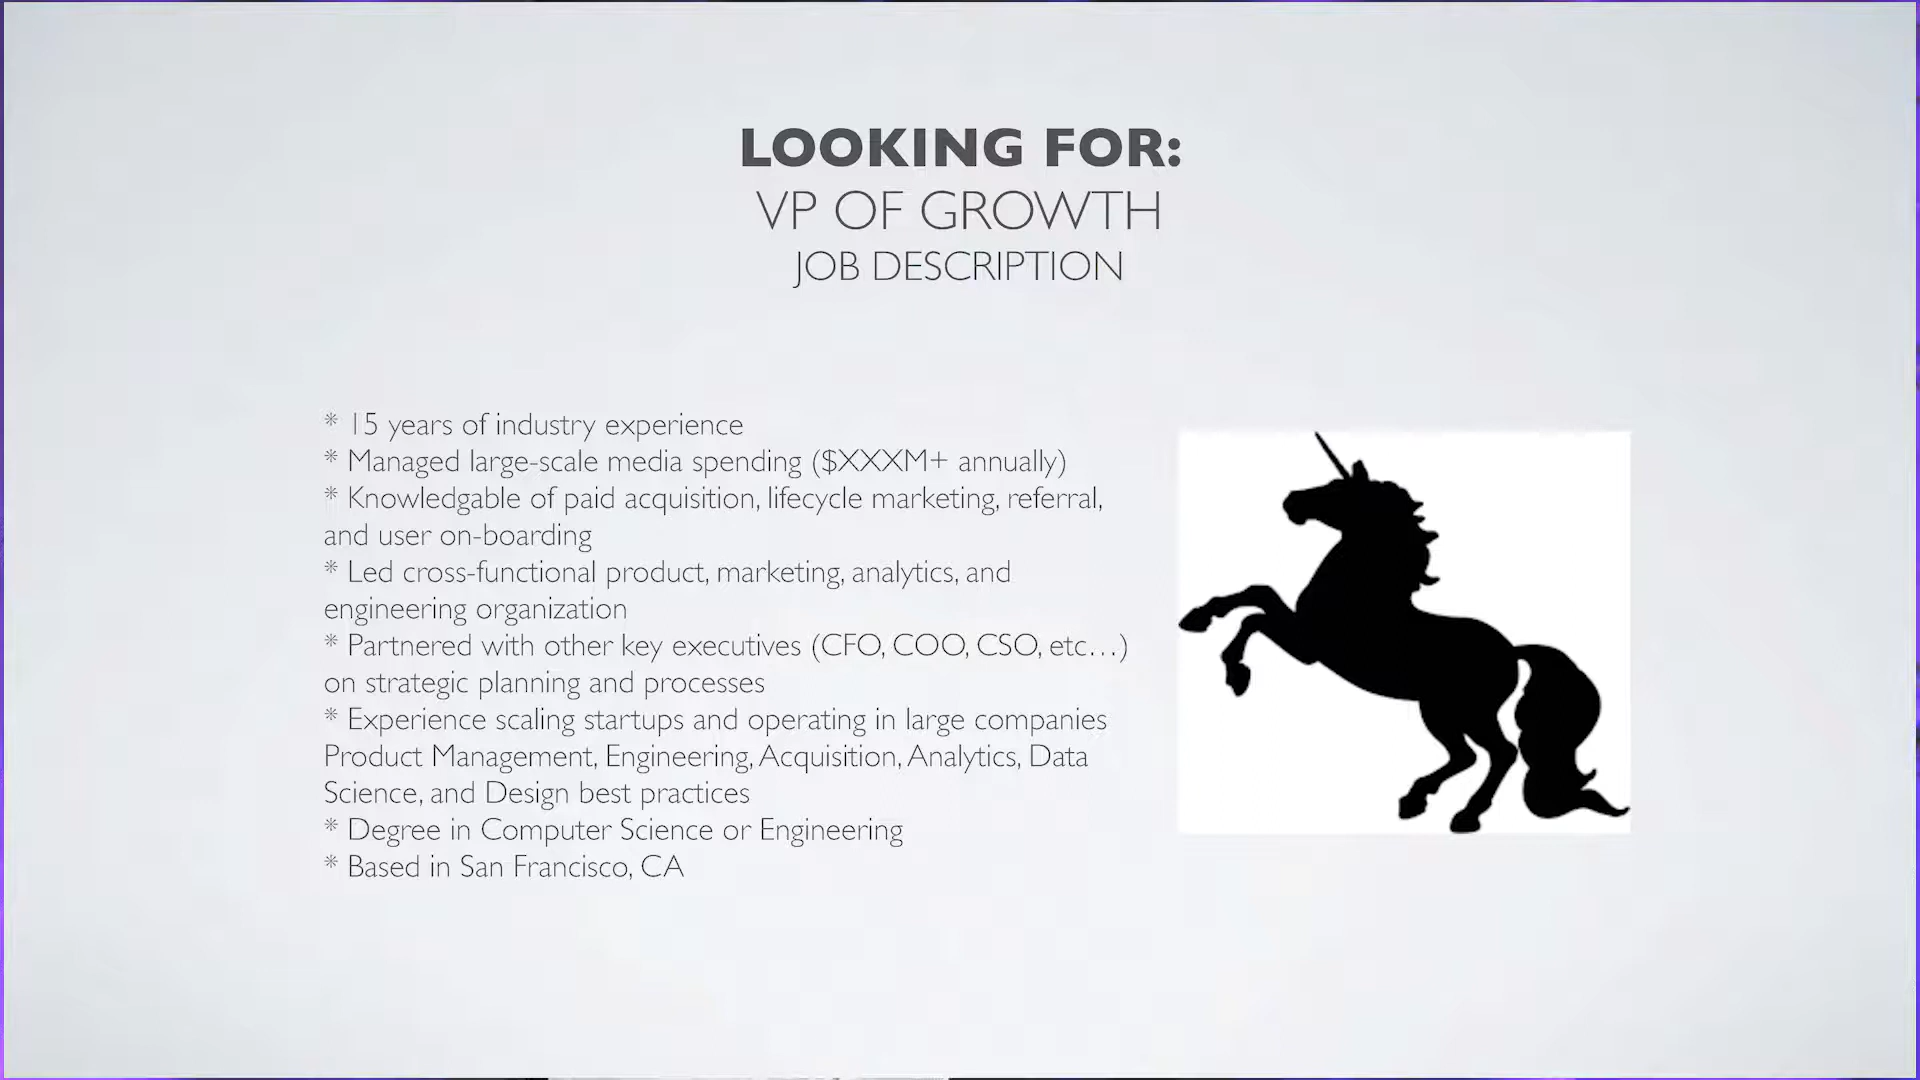 LOOKING FOR:
VP OF GROWTH
JOB DESCRIPTION
* 15 years of industry experience
* Managed large-scale media spending ($XXXM+ annually)
* Knowledgable of paid acquisition, lifecycle marketing, referral,
and user on-boarding
* Led cross-functional product, marketing, analytics, and
engineering organization
* Partnered with other key executives (CFO, COO, CSO, etc…)
on strategic planning and processes
* Experience scaling startups and operating in large companies
Product Management, Engineering, Acquisition, Analytics, Data
Science, and Design best practices
* Degree in Computer Science or Engineering
* Based in San Francisco, CA